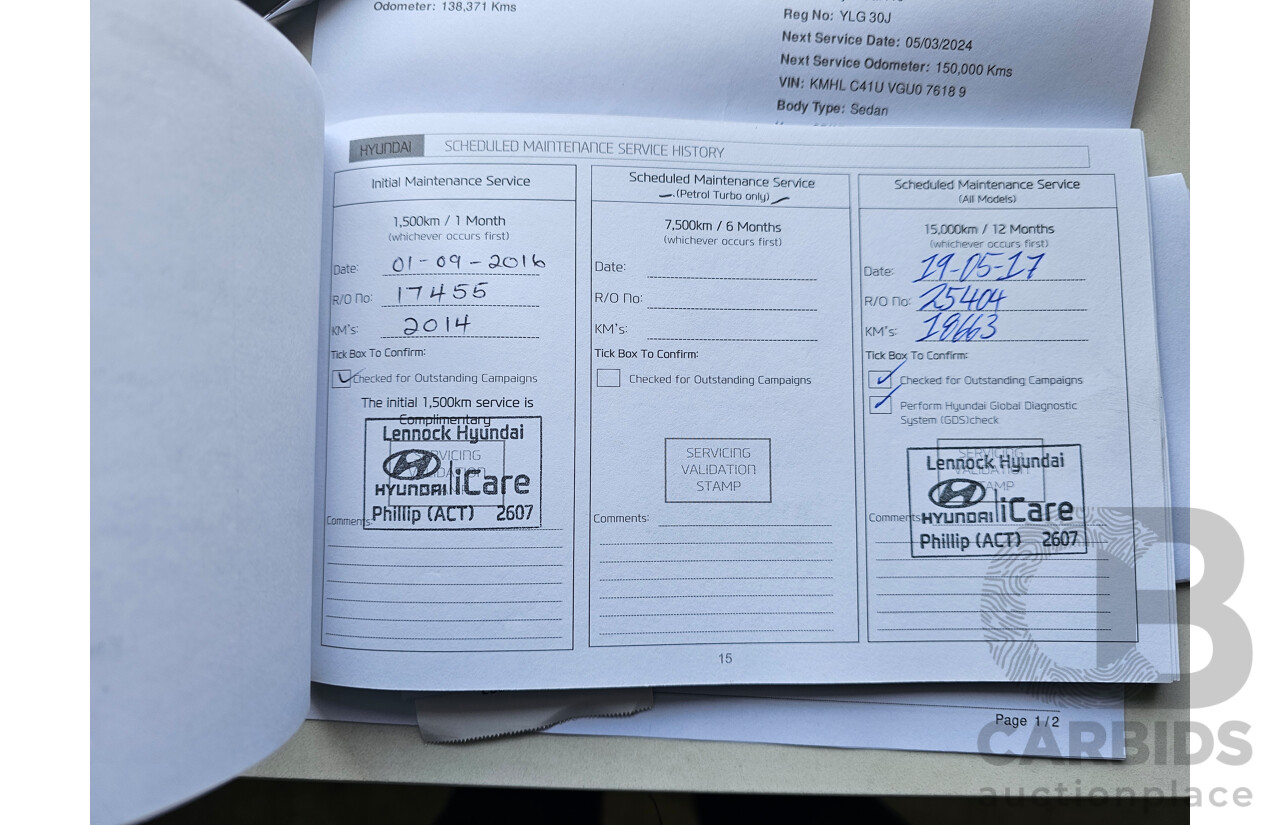 Odometer: 138,371 Kms
Reg No: YLG 30J
Next Service Date: 05/03/2024
Next Service Odometer: 150,000 Kms
VIN: KMHL C41U VGU0 7618 9
Body Type: Sedan
HYUNDAI SCHEDULED MAINTENANCE SERVICE HISTORY
Initial Maintenance Service
1,500km / 1 Month
(whichever occurs first)
Date: 01-09-2016
R/O No: 17455
KM's: 2014
Tick Box To Confirm:
Checked for Outstanding Campaigns
The initial 1,500km service is
Complimentary
Lennock Hyundai
SERVICING
VALIDATION
HYUNDAI iCare
Phillip (ACT) 2607
Comments:
Scheduled Maintenance Service
(Petrol Turbo only)
7,500km / 6 Months
(whichever occurs first)
Date:
R/O No:
KM's:
Tick Box To Confirm:
Checked for Outstanding Campaigns
SERVICING
VALIDATION
STAMP
Comments:
Scheduled Maintenance Service
(All Models)
15,000km / 12 Months
(whichever occurs first)
Date: 19-05-17
R/O No: 25404
KM's: 18663
Tick Box To Confirm:
Checked for Outstanding Campaigns
Perform Hyundai Global Diagnostic
System (GDS)check
SERVICING
Lennock Hyundai
VALIDATION
STAMP
HYUNDAI iCare
Phillip (ACT) 2607
Comments:
15
Page 1/2
CARBIDS
auctionplace